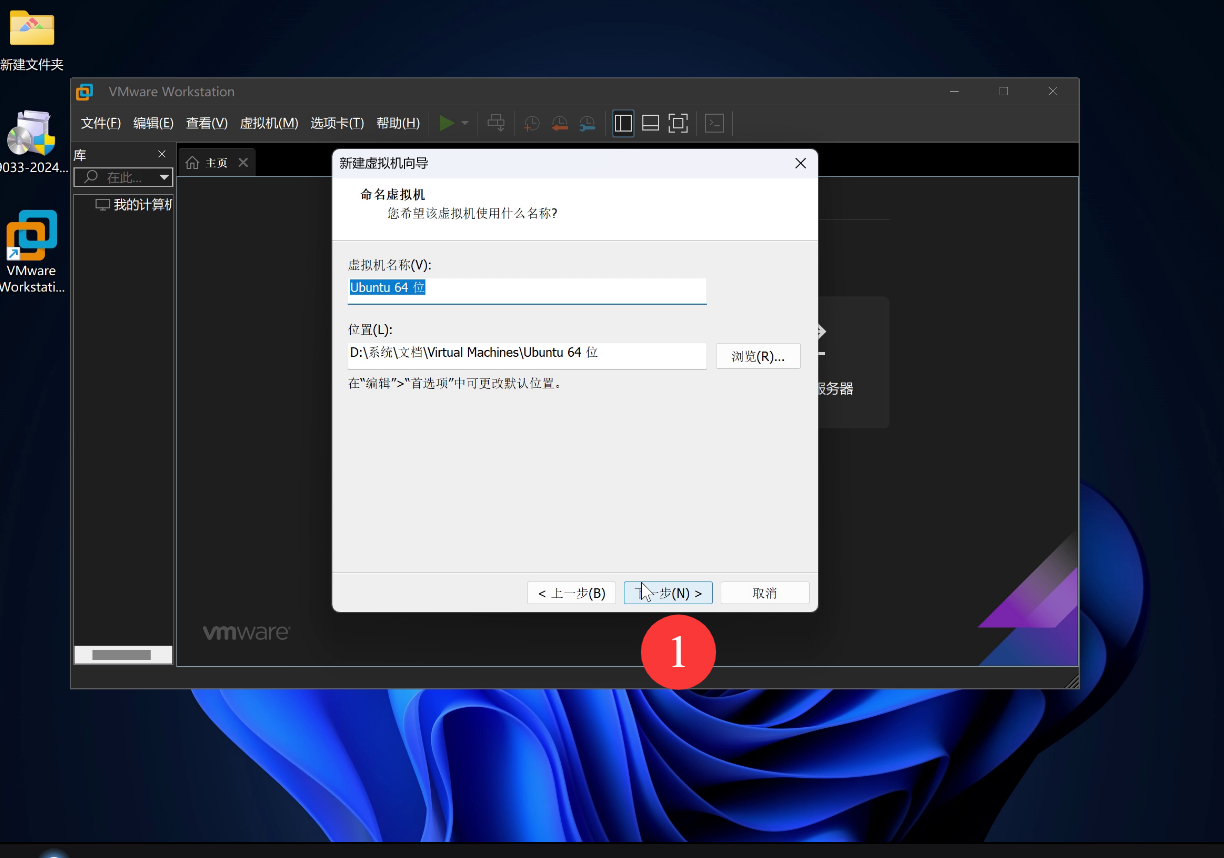 新建文件夹
0033-2024...
VMware
Workstati...
VMware Workstation
文件(F) 编辑(E) 查看(V) 虚拟机(M) 选项卡(T) 帮助(H)
库
在此...
我的计算机
主页
新建虚拟机向导
命名虚拟机
您希望该虚拟机使用什么名称?
虚拟机名称(V):
Ubuntu 64 位
位置(L):
D:\系统\文档\Virtual Machines\Ubuntu 64 位
浏览(R)...
在“编辑”>“首选项”中可更改默认位置。
服务器
< 上一步(B) 下一步(N) > 取消
1
vmware